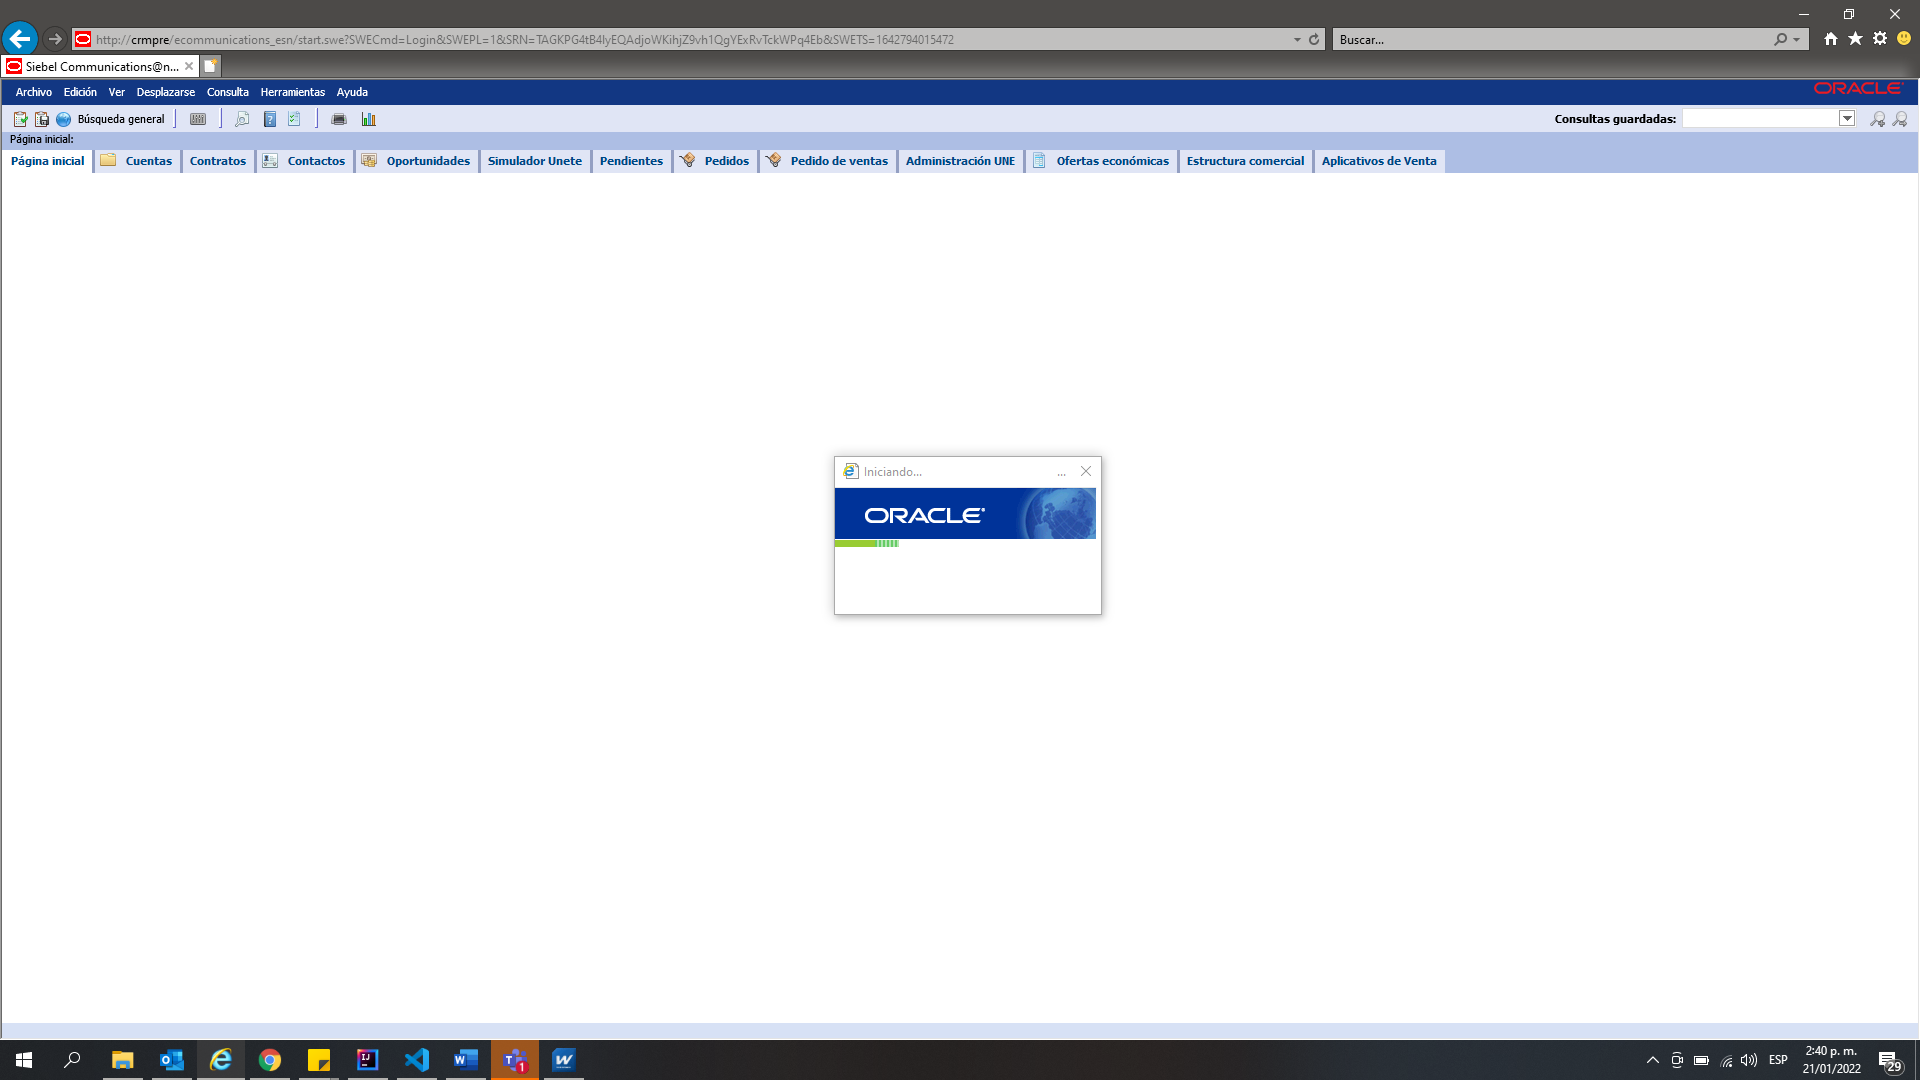 http://crmpre/ecommunications_esn/start.swe?SWECmd=Login&SWEPL=1&SRN=TAGKPG4tB4lyEQAdjoWKihjZ9vh1QgYExRvTckWPq4Eb&SWETS=1642794015472
Buscar...
Siebel Communications@n...
Archivo Edición Ver Desplazarse Consulta Herramientas Ayuda
ORACLE
Búsqueda general
Consultas guardadas:
Página inicial:
Página inicial Cuentas Contratos Contactos Oportunidades Simulador Unete Pendientes Pedidos Pedido de ventas Administración UNE Ofertas económicas Estructura comercial Aplicativos de Venta
Iniciando... ...
ORACLE
ESP
2:40 p. m.
21/01/2022
29
1